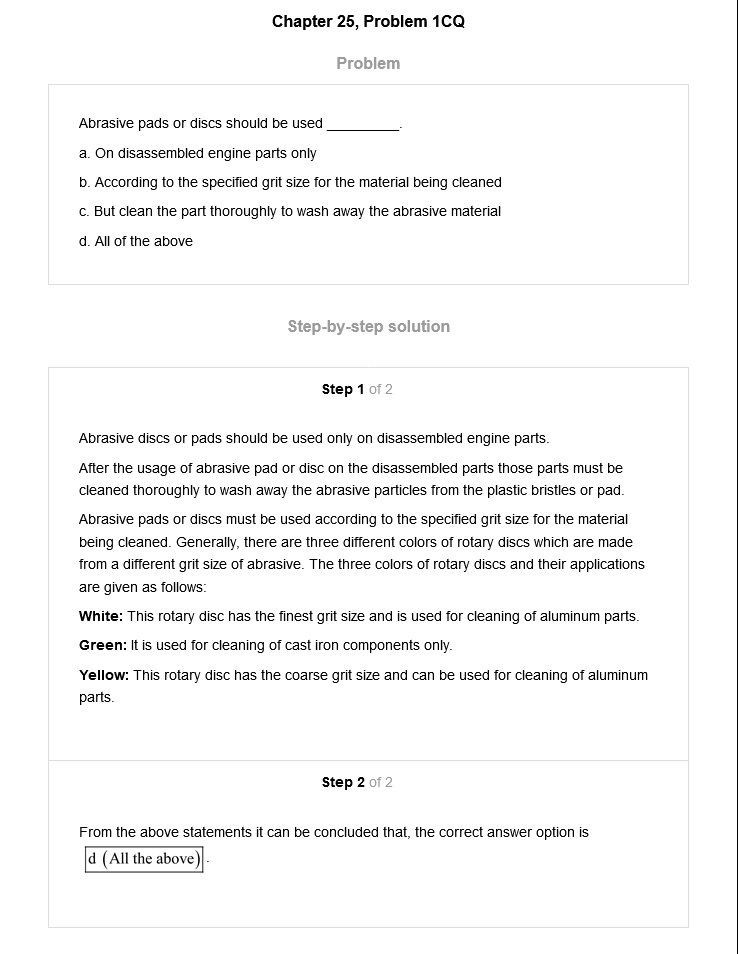 Chapter 25, Problem 1CQ
Problem
Abrasive pads or discs should be used __________.
a. On disassembled engine parts only
b. According to the specified grit size for the material being cleaned
c. But clean the part thoroughly to wash away the abrasive material
d. All of the above
Step-by-step solution
Step 1 of 2
Abrasive discs or pads should be used only on disassembled engine parts.
After the usage of abrasive pad or disc on the disassembled parts those parts must be
cleaned thoroughly to wash away the abrasive particles from the plastic bristles or pad.
Abrasive pads or discs must be used according to the specified grit size for the material
being cleaned. Generally, there are three different colors of rotary discs which are made
from a different grit size of abrasive. The three colors of rotary discs and their applications
are given as follows:
White: This rotary disc has the finest grit size and is used for cleaning of aluminum parts.
Green: It is used for cleaning of cast iron components only.
Yellow: This rotary disc has the coarse grit size and can be used for cleaning of aluminum
parts.
Step 2 of 2
From the above statements it can be concluded that, the correct answer option is
d (All the above).